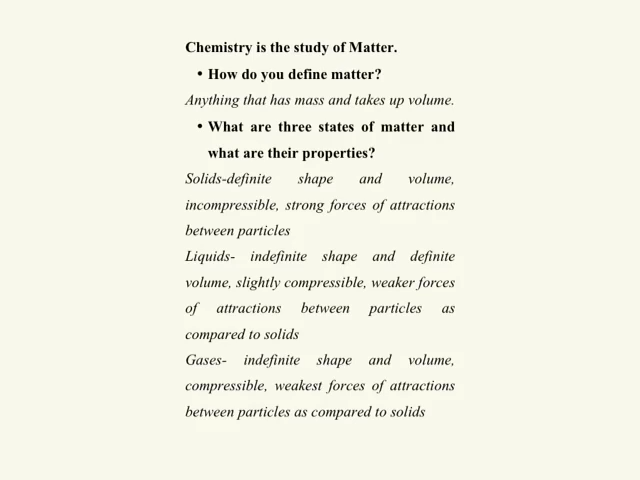 Chemistry is the study of Matter.
• How do you define matter?
Anything that has mass and takes up volume.
• What are three states of matter and
what are their properties?
Solids-definite shape and volume,
incompressible, strong forces of attractions
between particles
Liquids- indefinite shape and definite
volume, slightly compressible, weaker forces
of attractions between particles as
compared to solids
Gases- indefinite shape and volume,
compressible, weakest forces of attractions
between particles as compared to solids